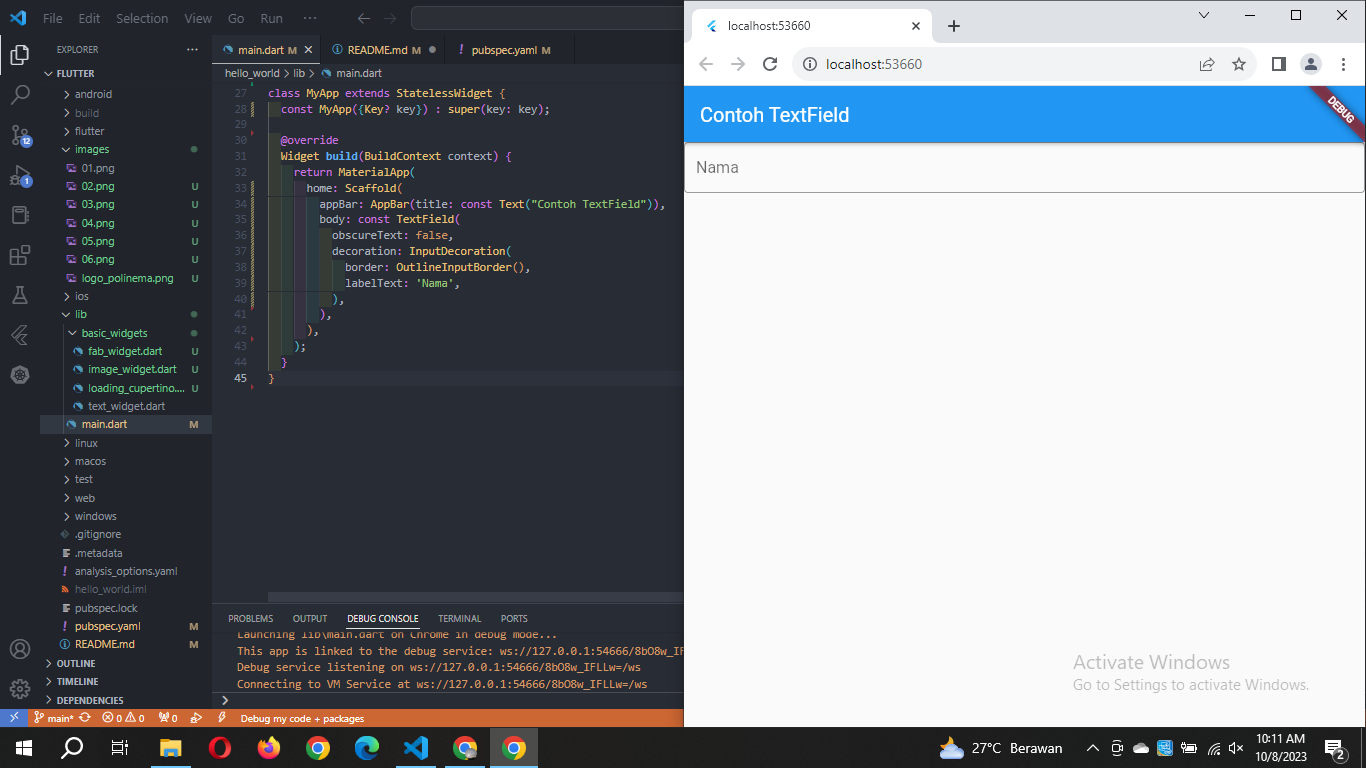 File Edit Selection View Go Run ···
EXPLORER ···
FLUTTER
android
build
flutter
images
01.png
02.png U
03.png U
04.png U
05.png U
06.png U
logo_polinema.png U
ios
lib
basic_widgets
fab_widget.dart U
image_widget.dart U
loading_cupertino.... U
text_widget.dart
main.dart M
linux
macos
test
web
windows
.gitignore
.metadata
analysis_options.yaml
hello_world.iml
pubspec.lock
pubspec.yaml M
README.md M
OUTLINE
TIMELINE
DEPENDENCIES
12
1
main.dart M
README.md M
pubspec.yaml M
hello_world > lib > main.dart
27 class MyApp extends StatelessWidget {
28 const MyApp({Key? key}) : super(key: key);
29
30 @override
31 Widget build(BuildContext context) {
32 return MaterialApp(
33 home: Scaffold(
34 appBar: AppBar(title: const Text("Contoh TextField")),
35 body: const TextField(
36 obscureText: false,
37 decoration: InputDecoration(
38 border: OutlineInputBorder(),
39 labelText: 'Nama',
40 ),
41 ),
42 ),
43 );
44 }
45 }
PROBLEMS OUTPUT DEBUG CONSOLE TERMINAL PORTS
Launching lib\main.dart on Chrome in debug mode...
This app is linked to the debug service: ws://127.0.0.1:54666/8bO8w_IF
Debug service listening on ws://127.0.0.1:54666/8bO8w_IFLLw=/ws
Connecting to VM Service at ws://127.0.0.1:54666/8bO8w_IFLLw=/ws
main* 0 0 0 Debug my code + packages
localhost:53660
localhost:53660
Contoh TextField
DEBUG
Nama
Activate Windows
Go to Settings to activate Windows.
27°C Berawan
10:11 AM
10/8/2023
2